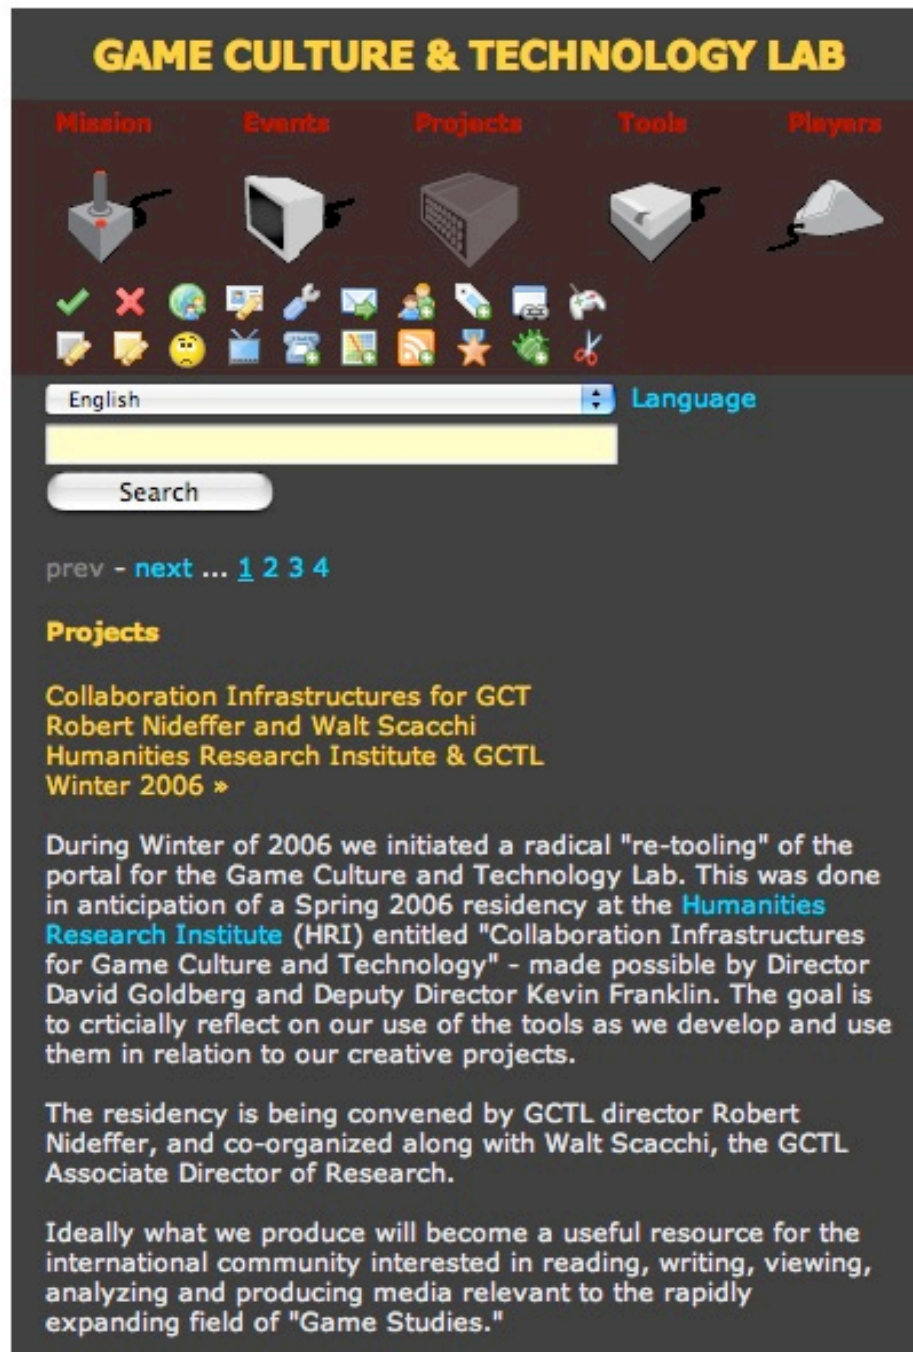 GAME CULTURE & TECHNOLOGY LAB
Mission Events Projects Tools Players
English Language
Search
prev - next ... 1 2 3 4
Projects
Collaboration Infrastructures for GCT
Robert Nideffer and Walt Scacchi
Humanities Research Institute & GCTL
Winter 2006 »
During Winter of 2006 we initiated a radical "re-tooling" of the
portal for the Game Culture and Technology Lab. This was done
in anticipation of a Spring 2006 residency at the Humanities
Research Institute (HRI) entitled "Collaboration Infrastructures
for Game Culture and Technology" - made possible by Director
David Goldberg and Deputy Director Kevin Franklin. The goal is
to crticially reflect on our use of the tools as we develop and use
them in relation to our creative projects.
The residency is being convened by GCTL director Robert
Nideffer, and co-organized along with Walt Scacchi, the GCTL
Associate Director of Research.
Ideally what we produce will become a useful resource for the
international community interested in reading, writing, viewing,
analyzing and producing media relevant to the rapidly
expanding field of "Game Studies."